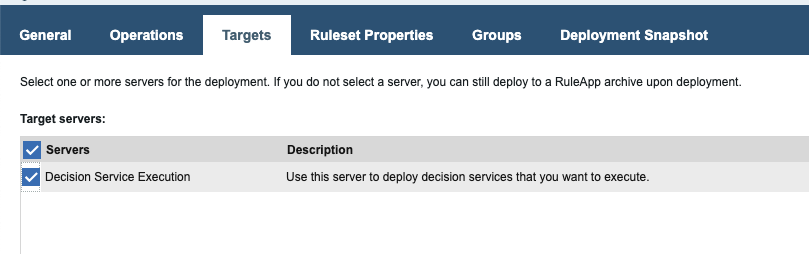 General Operations Targets Ruleset Properties Groups Deployment Snapshot
Select one or more servers for the deployment. If you do not select a server, you can still deploy to a RuleApp archive upon deployment.
Target servers:
Servers Description
Decision Service Execution Use this server to deploy decision services that you want to execute.